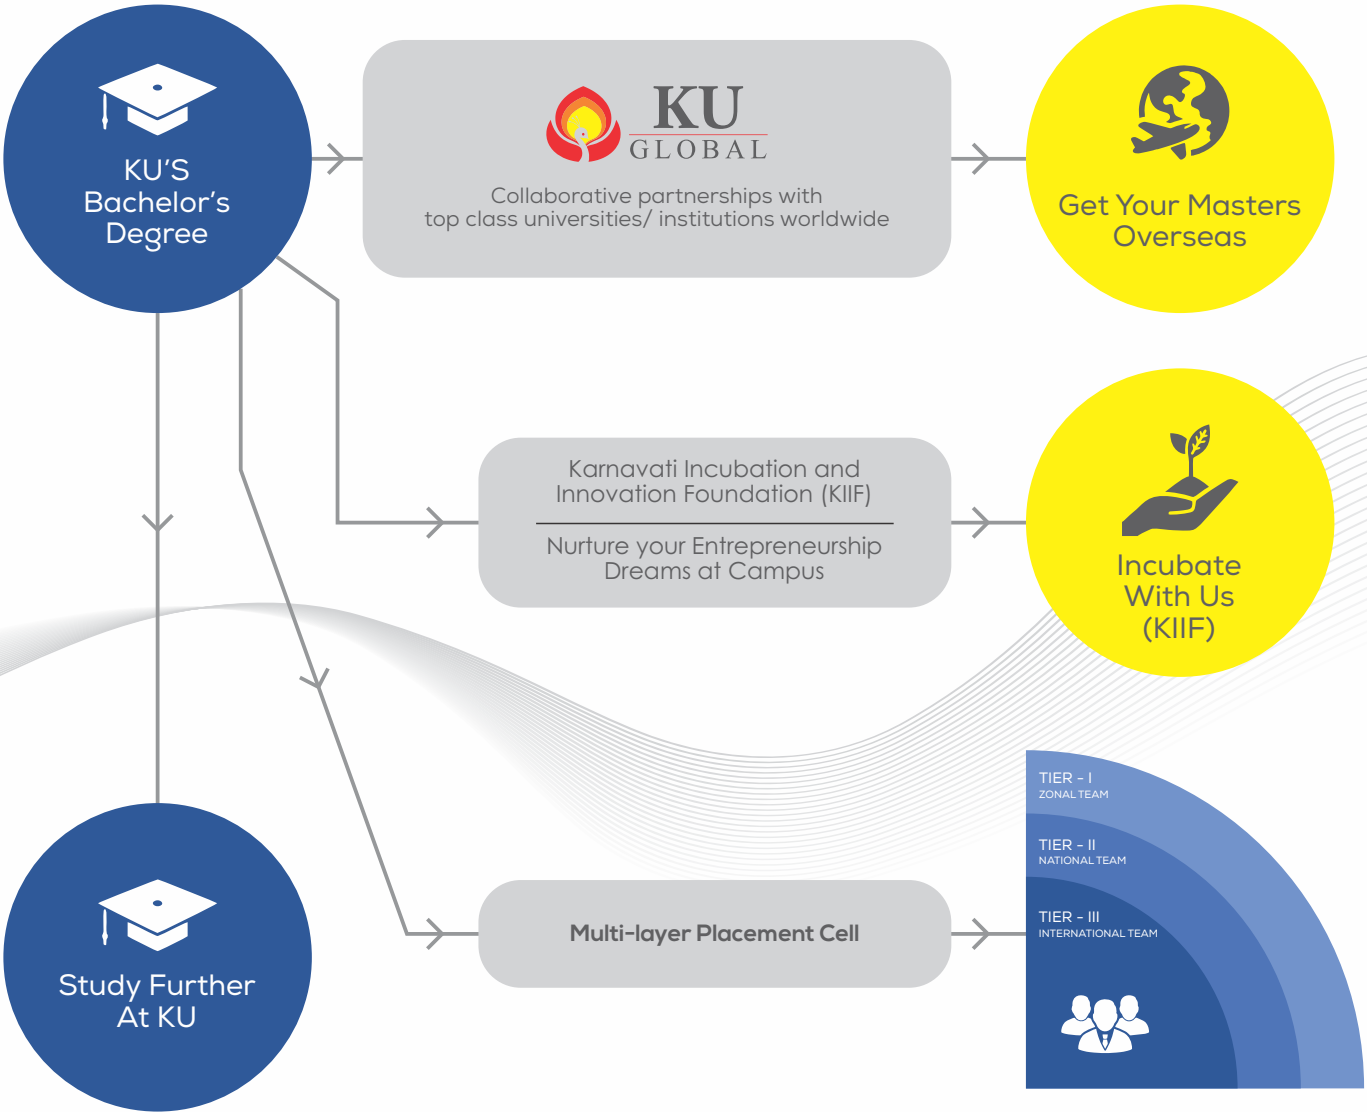 KU'S
Bachelor's
Degree
KU
GLOBAL
Collaborative partnerships with
top class universities/ institutions worldwide
Get Your Masters
Overseas
Karnavati Incubation and
Innovation Foundation (KIIF)
Nurture your Entrepreneurship
Dreams at Campus
Incubate
With Us
(KIIF)
TIER - I
ZONAL TEAM
TIER - II
NATIONAL TEAM
TIER - III
INTERNATIONAL TEAM
Multi-layer Placement Cell
Study Further
At KU